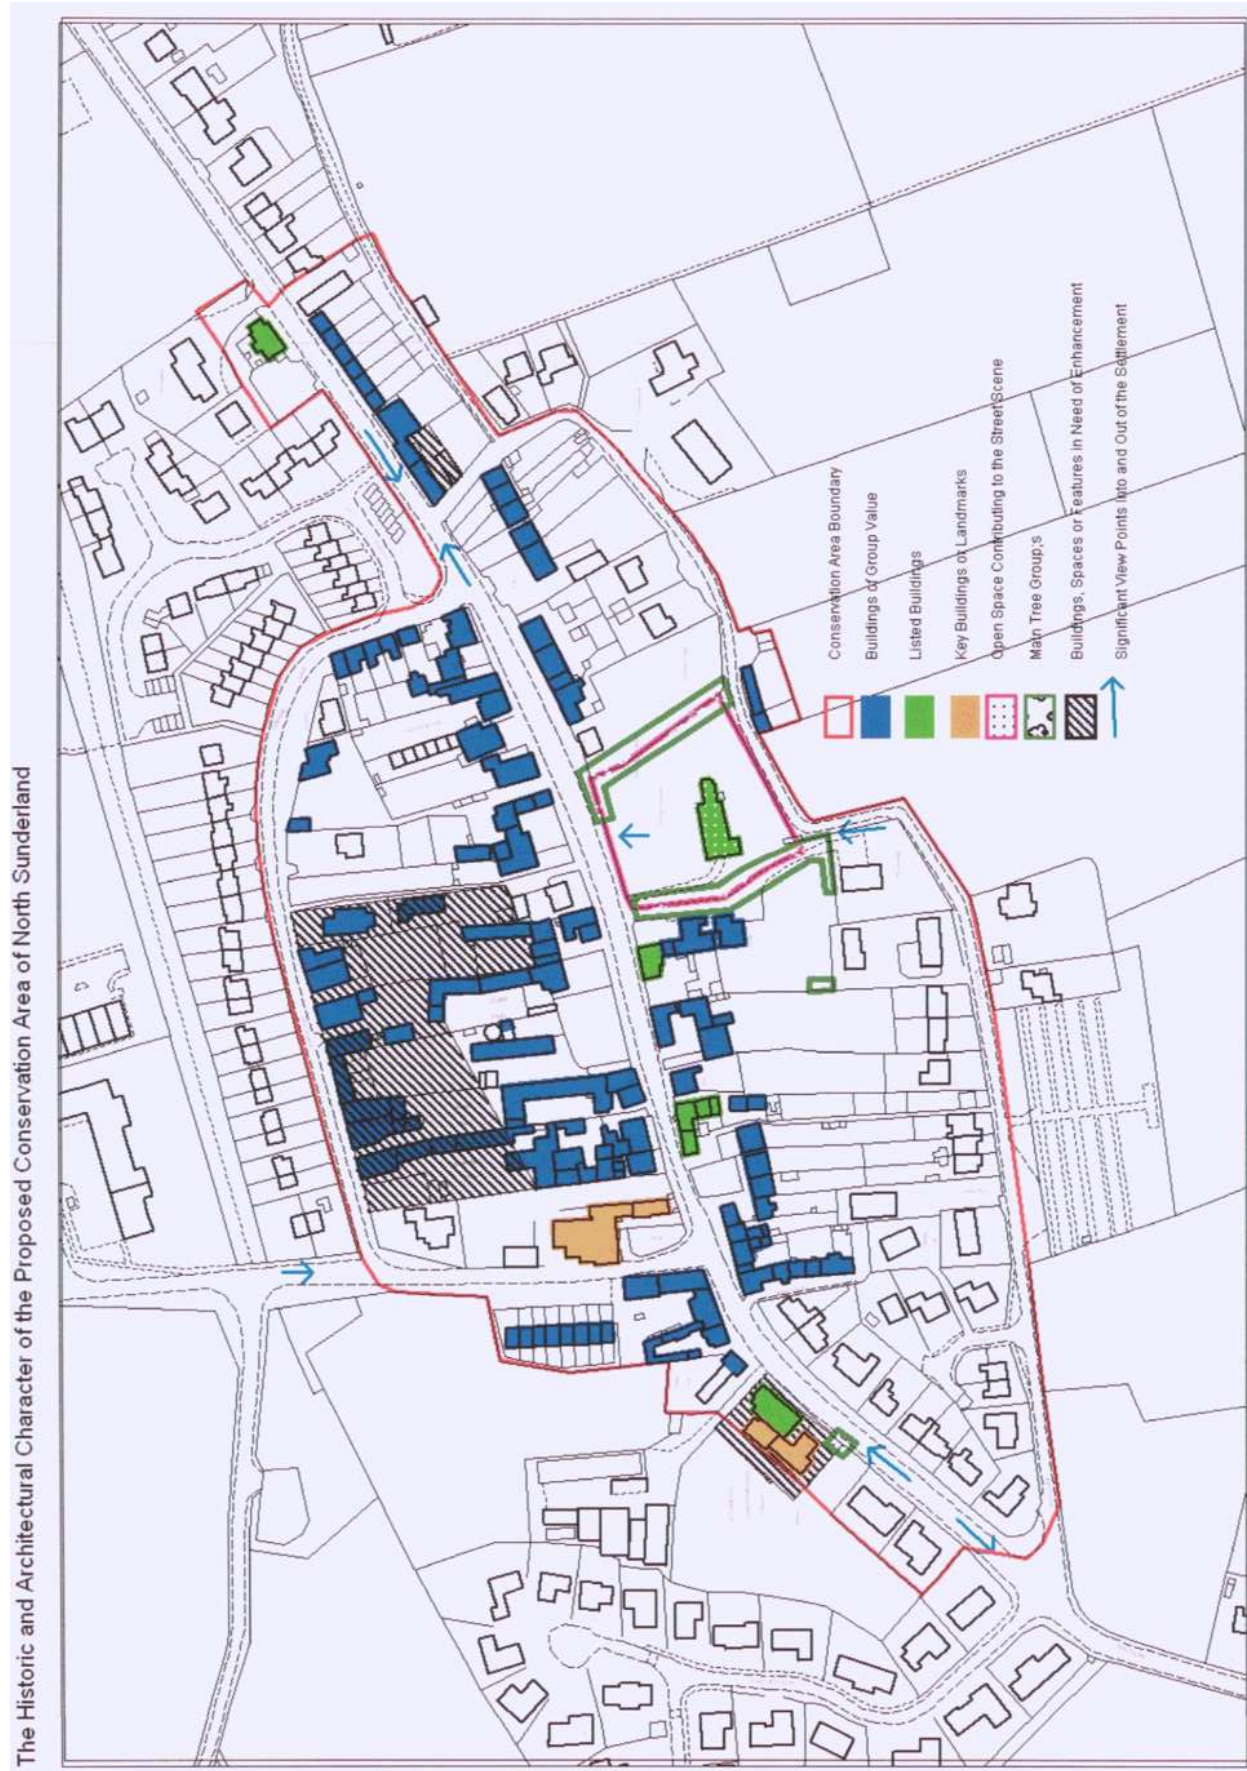 The Historic and Architectural Character of the Proposed Conservation Area of North Sunderland
Conservation Area Boundary
Buildings of Group Value
Listed Buildings
Key Buildings or Landmarks
Open Space Contributing to the Street Scene
Main Tree Group,s
Buildings, Spaces or Features in Need of Enhancement
Significant View Points Into and Out of the Settlement